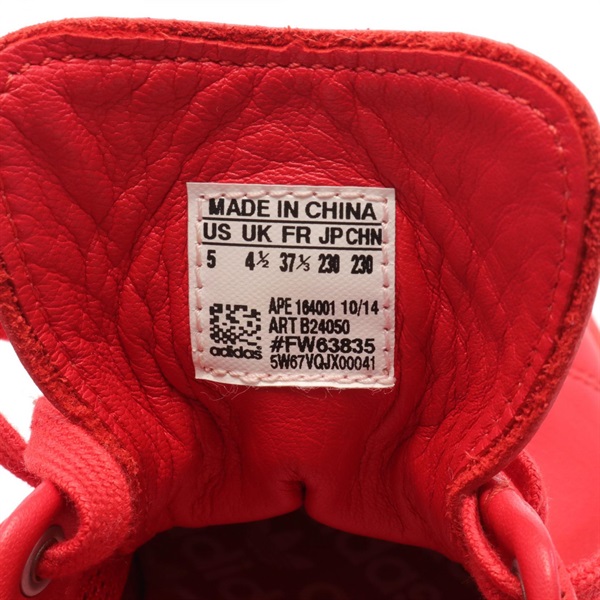 MADE IN CHINA
US UK FR JP CHN
5 4½ 37⅓ 230 230
APE 164001 10/14
ART B24050
#FW63835
adidas 5W67VQJX00041
adidas